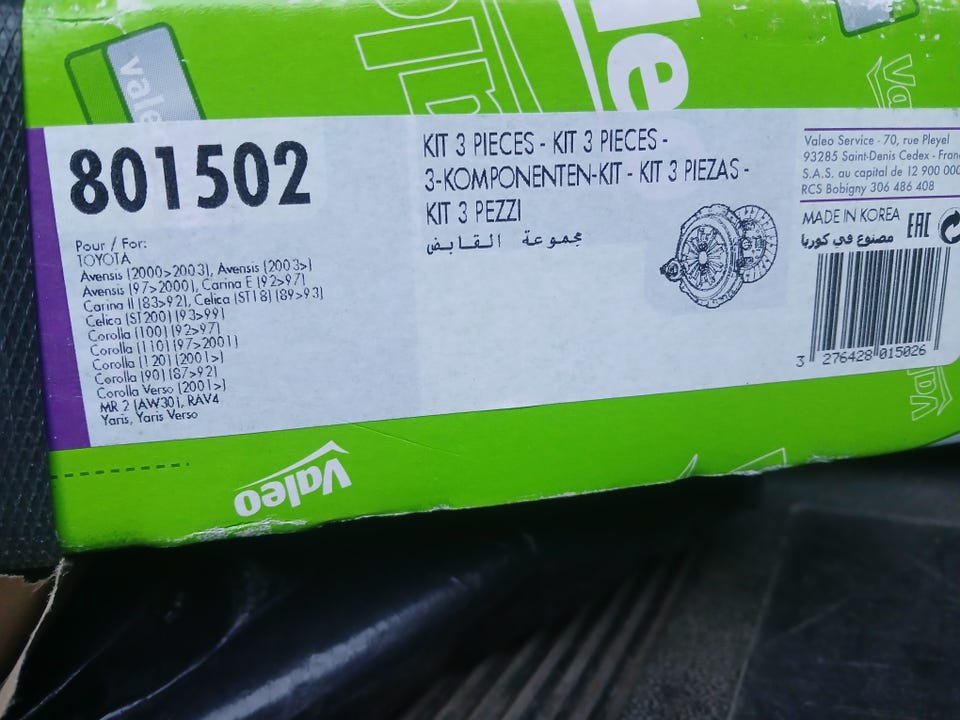 valeo
le
801502
Pour / For:
TOYOTA
Avensis (2000>2003), Avensis (2003>)
Avensis (97>2000), Carina E (92>97)
Carina II (83>92), Celica (ST18) (89>93)
Celica (ST200) (93>99)
Corolla (100) (92>97)
Corolla (110) (97>2001)
Corolla (120) (2001>)
Corolla (90) (87>92)
Corolla Verso (2001>)
MR 2 (AW30), RAV4
Yaris, Yaris Verso
KIT 3 PIECES - KIT 3 PIECES -
3-KOMPONENTEN-KIT - KIT 3 PIEZAS -
KIT 3 PEZZI
مجموعة القابض
Valeo Service - 70, rue Pleyel
93285 Saint-Denis Cedex - Fran
S.A.S. au capital de 12 900 000
RCS Bobigny 306 486 408
MADE IN KOREA
مصنوع في كوريا
EAC
3 276428 015026
Valeo